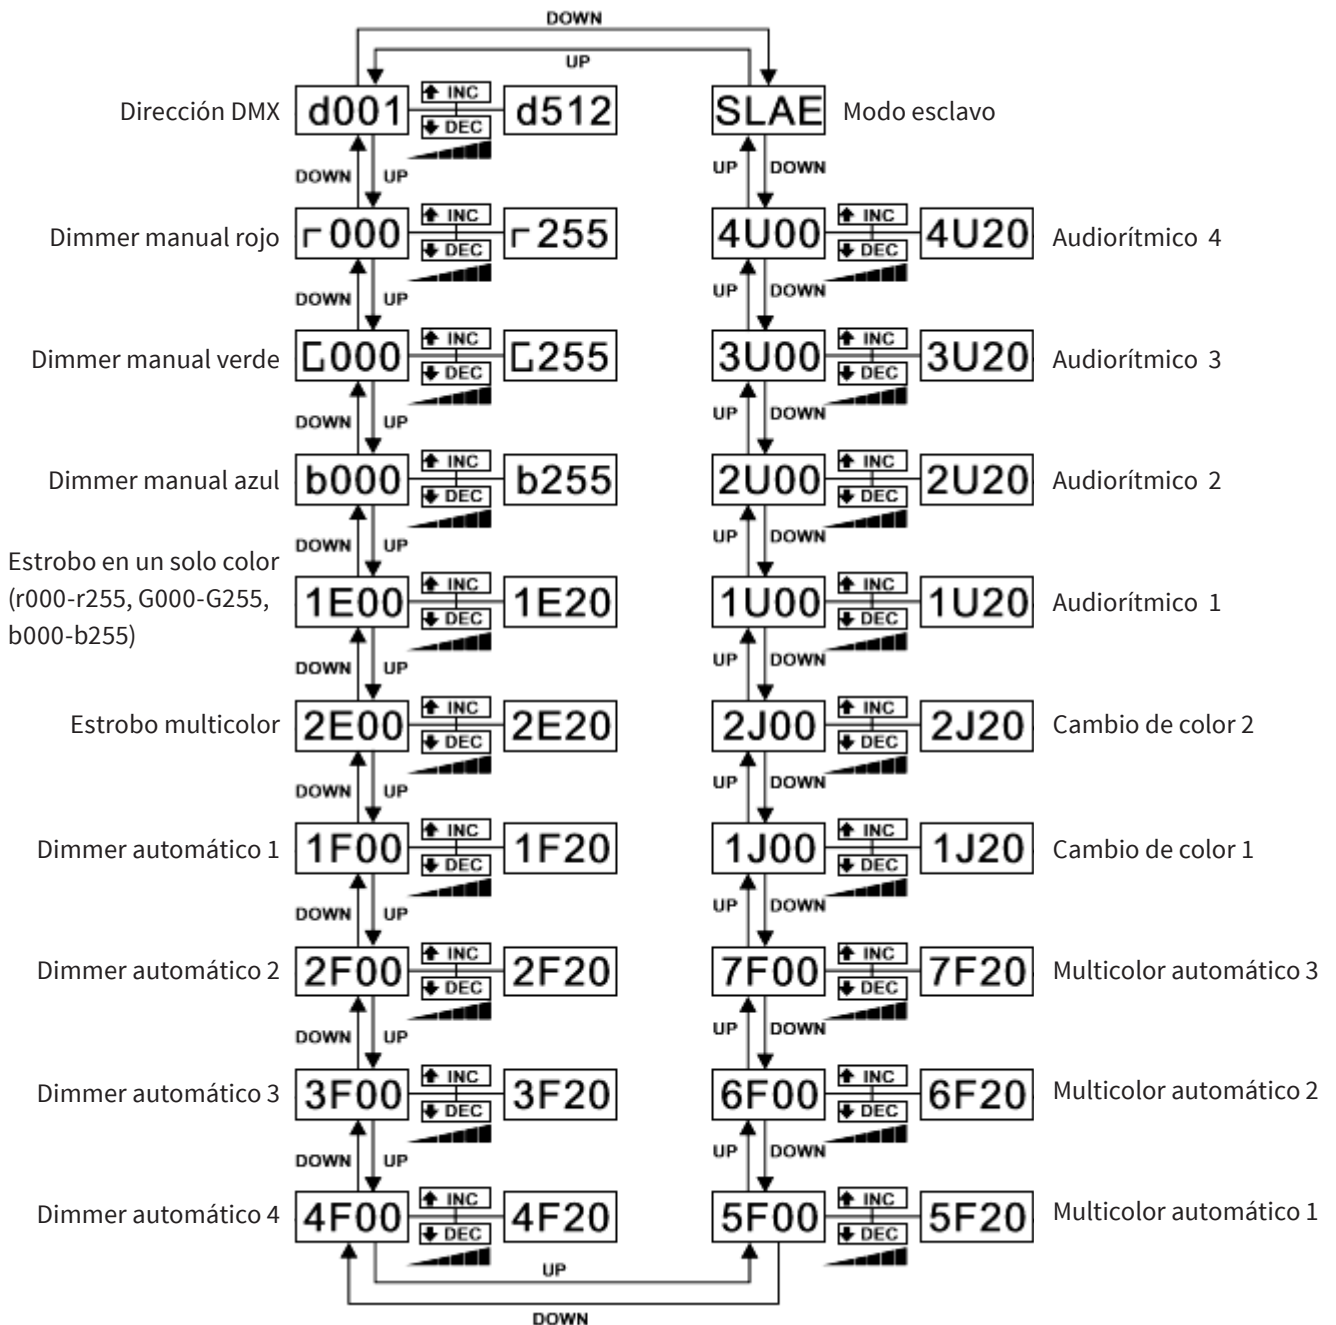 DOWN
UP
Dirección DMX d001 INC DEC d512 SLAE Modo esclavo
DOWN UP UP DOWN
Dimmer manual rojo r000 INC DEC r255 4U00 INC DEC 4U20 Audiorítmico 4
DOWN UP UP DOWN
Dimmer manual verde G000 INC DEC G255 3U00 INC DEC 3U20 Audiorítmico 3
DOWN UP UP DOWN
Dimmer manual azul b000 INC DEC b255 2U00 INC DEC 2U20 Audiorítmico 2
DOWN UP UP DOWN
Estrobo en un solo color
(r000-r255, G000-G255,
b000-b255)
1E00 INC DEC 1E20 1U00 INC DEC 1U20 Audiorítmico 1
DOWN UP UP DOWN
Estrobo multicolor 2E00 INC DEC 2E20 2J00 INC DEC 2J20 Cambio de color 2
DOWN UP UP DOWN
Dimmer automático 1 1F00 INC DEC 1F20 1J00 INC DEC 1J20 Cambio de color 1
DOWN UP UP DOWN
Dimmer automático 2 2F00 INC DEC 2F20 7F00 INC DEC 7F20 Multicolor automático 3
DOWN UP UP DOWN
Dimmer automático 3 3F00 INC DEC 3F20 6F00 INC DEC 6F20 Multicolor automático 2
DOWN UP UP DOWN
Dimmer automático 4 4F00 INC DEC 4F20 5F00 INC DEC 5F20 Multicolor automático 1
UP
DOWN